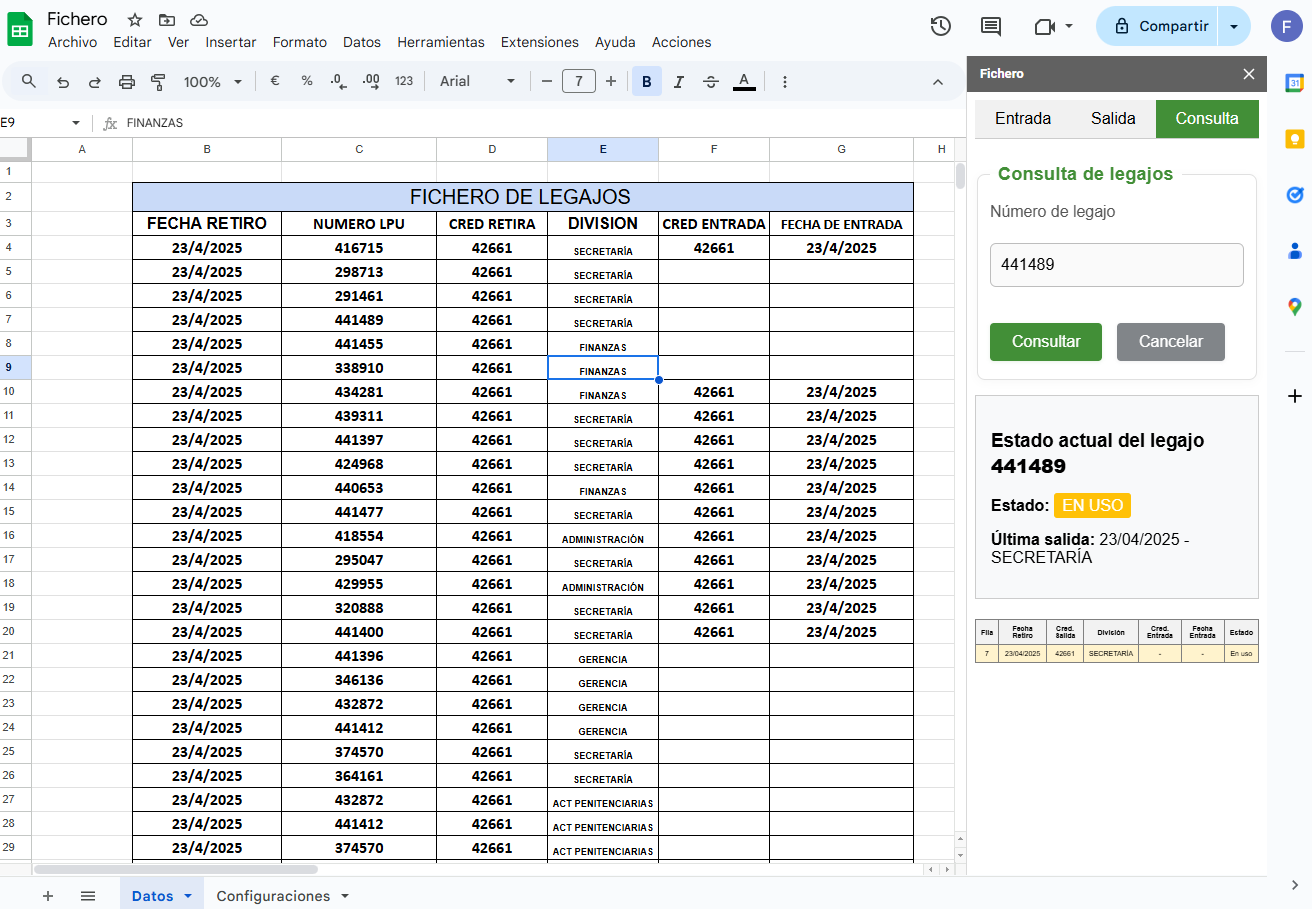 Fichero
Archivo Editar Ver Insertar Formato Datos Herramientas Extensiones Ayuda Acciones
Compartir
F
100% € % .0 .00 123 Arial 7 B I S A
E9 fx FINANZAS
A B C D E F G H
1
2 FICHERO DE LEGAJOS
3 FECHA RETIRO NUMERO LPU CRED RETIRA DIVISION CRED ENTRADA FECHA DE ENTRADA
4 23/4/2025 416715 42661 SECRETARÍA 42661 23/4/2025
5 23/4/2025 298713 42661 SECRETARÍA
6 23/4/2025 291461 42661 SECRETARÍA
7 23/4/2025 441489 42661 SECRETARÍA
8 23/4/2025 441455 42661 FINANZAS
9 23/4/2025 338910 42661 FINANZAS
10 23/4/2025 434281 42661 FINANZAS 42661 23/4/2025
11 23/4/2025 439311 42661 SECRETARÍA 42661 23/4/2025
12 23/4/2025 441397 42661 SECRETARÍA 42661 23/4/2025
13 23/4/2025 424968 42661 SECRETARÍA 42661 23/4/2025
14 23/4/2025 440653 42661 FINANZAS 42661 23/4/2025
15 23/4/2025 441477 42661 SECRETARÍA 42661 23/4/2025
16 23/4/2025 418554 42661 ADMINISTRACIÓN 42661 23/4/2025
17 23/4/2025 295047 42661 SECRETARÍA 42661 23/4/2025
18 23/4/2025 429955 42661 ADMINISTRACIÓN 42661 23/4/2025
19 23/4/2025 320888 42661 SECRETARÍA 42661 23/4/2025
20 23/4/2025 441400 42661 SECRETARÍA 42661 23/4/2025
21 23/4/2025 441396 42661 GERENCIA
22 23/4/2025 346136 42661 GERENCIA
23 23/4/2025 432872 42661 GERENCIA
24 23/4/2025 441412 42661 GERENCIA
25 23/4/2025 374570 42661 SECRETARÍA
26 23/4/2025 364161 42661 SECRETARÍA
27 23/4/2025 432872 42661 ACT PENITENCIARIAS
28 23/4/2025 441412 42661 ACT PENITENCIARIAS
29 23/4/2025 374570 42661 ACT PENITENCIARIAS
Datos Configuraciones
Fichero
Entrada Salida Consulta
Consulta de legajos
Número de legajo
441489
Consultar Cancelar
Estado actual del legajo
441489
Estado: EN USO
Última salida: 23/04/2025 -
SECRETARÍA
Fila Fecha Retiro Cred. Salida División Cred. Entrada Fecha Entrada Estado
7 23/04/2025 42661 SECRETARÍA - - En uso
31